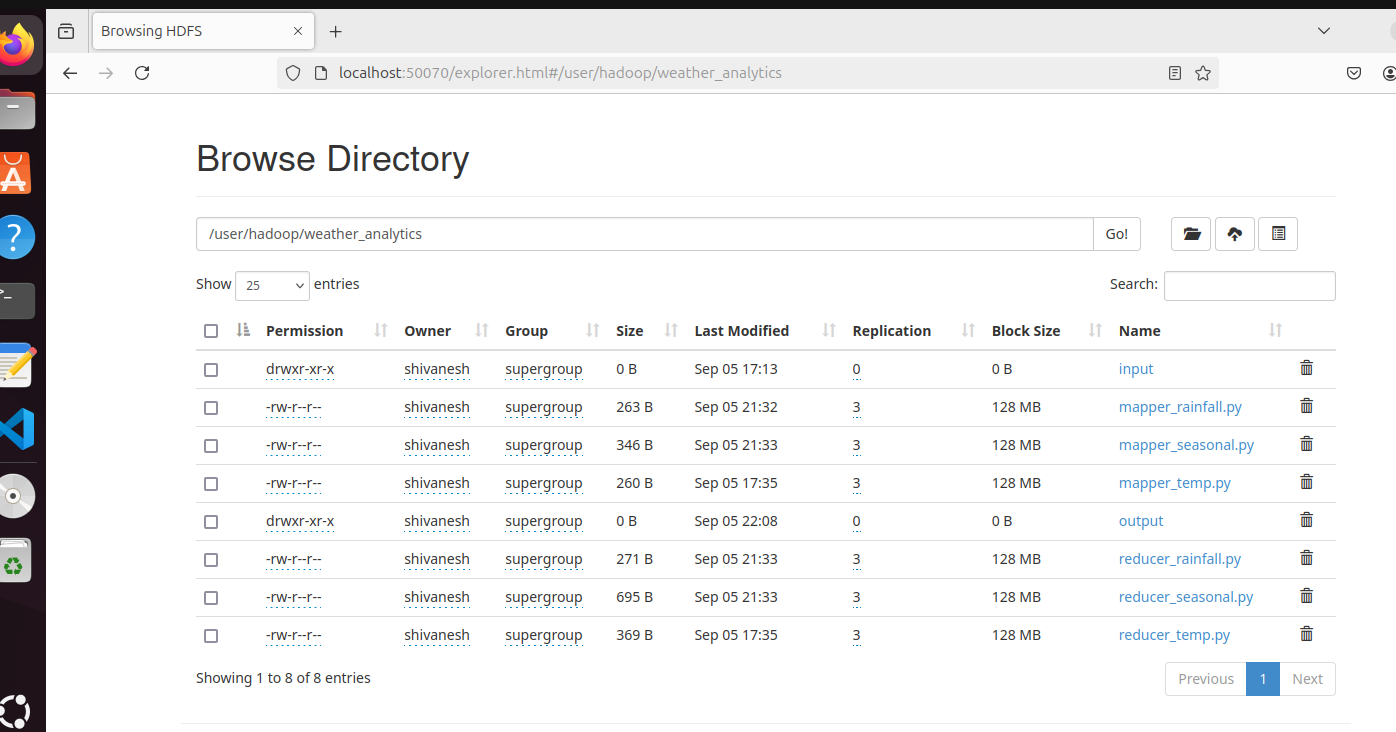 Browsing HDFS
localhost:50070/explorer.html#/user/hadoop/weather_analytics
Browse Directory
/user/hadoop/weather_analytics Go!
Show 25 entries Search:
Permission Owner Group Size Last Modified Replication Block Size Name
drwxr-xr-x shivanesh supergroup 0 B Sep 05 17:13 0 0 B input
-rw-r--r-- shivanesh supergroup 263 B Sep 05 21:32 3 128 MB mapper_rainfall.py
-rw-r--r-- shivanesh supergroup 346 B Sep 05 21:33 3 128 MB mapper_seasonal.py
-rw-r--r-- shivanesh supergroup 260 B Sep 05 17:35 3 128 MB mapper_temp.py
drwxr-xr-x shivanesh supergroup 0 B Sep 05 22:08 0 0 B output
-rw-r--r-- shivanesh supergroup 271 B Sep 05 21:33 3 128 MB reducer_rainfall.py
-rw-r--r-- shivanesh supergroup 695 B Sep 05 21:33 3 128 MB reducer_seasonal.py
-rw-r--r-- shivanesh supergroup 369 B Sep 05 17:35 3 128 MB reducer_temp.py
Showing 1 to 8 of 8 entries Previous 1 Next